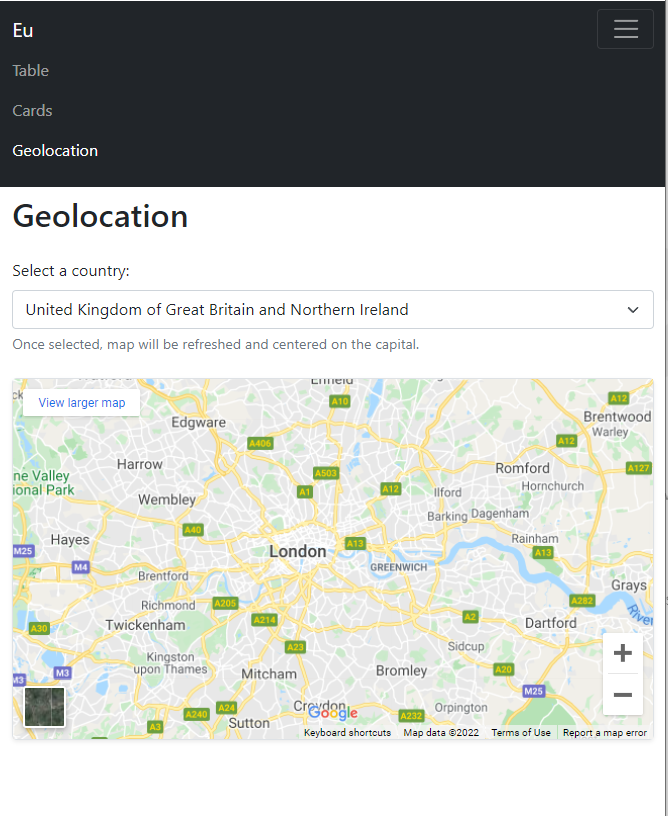 Eu
Table
Cards
Geolocation
Geolocation
Select a country:
United Kingdom of Great Britain and Northern Ireland
Once selected, map will be refreshed and centered on the capital.
Enfield
View larger map
A10
A12
Brentwood
Edgware
Warley
A406
A12
Harrow
A503
Romford
A127
ne Valley
ional Park
A1
A12
Ilford
Hornchurch
Wembley
Barking
Dagenham
A40
Rainham
Hayes
A13
M25
London
A13
M4
GREENWICH
Brentford
Grays
Richmond
A205
A282
A214
A2
River
Twickenham
Dartford
A30
A23
Sidcup
Kingston
upon Thames
Bromley
A20
M3
Mitcham
M3
M25
A24
Croydon
Orpington
A240
Google
A232
A3
Sutton
Keyboard shortcuts
Map data ©2022
Terms of Use
Report a map error